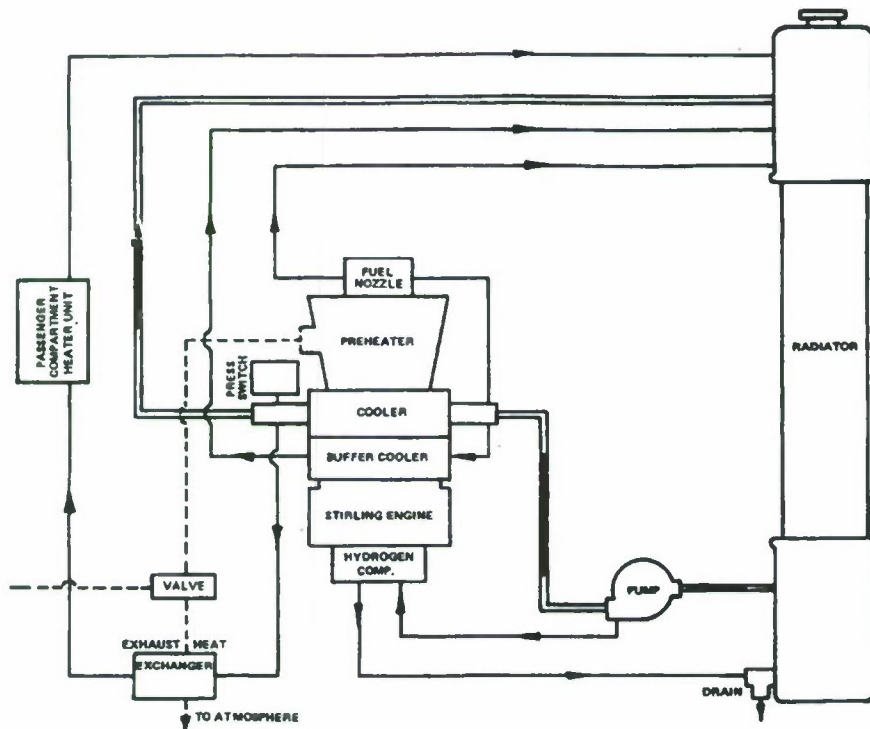 FUEL
NOZZLE
PREHEATER
PASSENGER
COMPARTMENT
HEATER UNIT
PRESS
SWITCH
RADIATOR
COOLER
BUFFER COOLER
STIRLING ENGINE
HYDROGEN
COMP.
VALVE
PUMP
EXHAUST HEAT
EXCHANGER
DRAIN
TO ATMOSPHERE